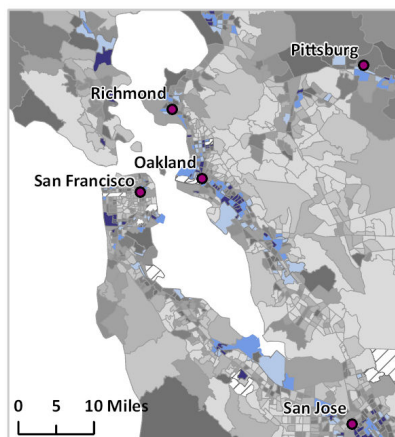 Pittsburg
Richmond
Oakland
San Francisco
San Jose
0 5 10 Miles